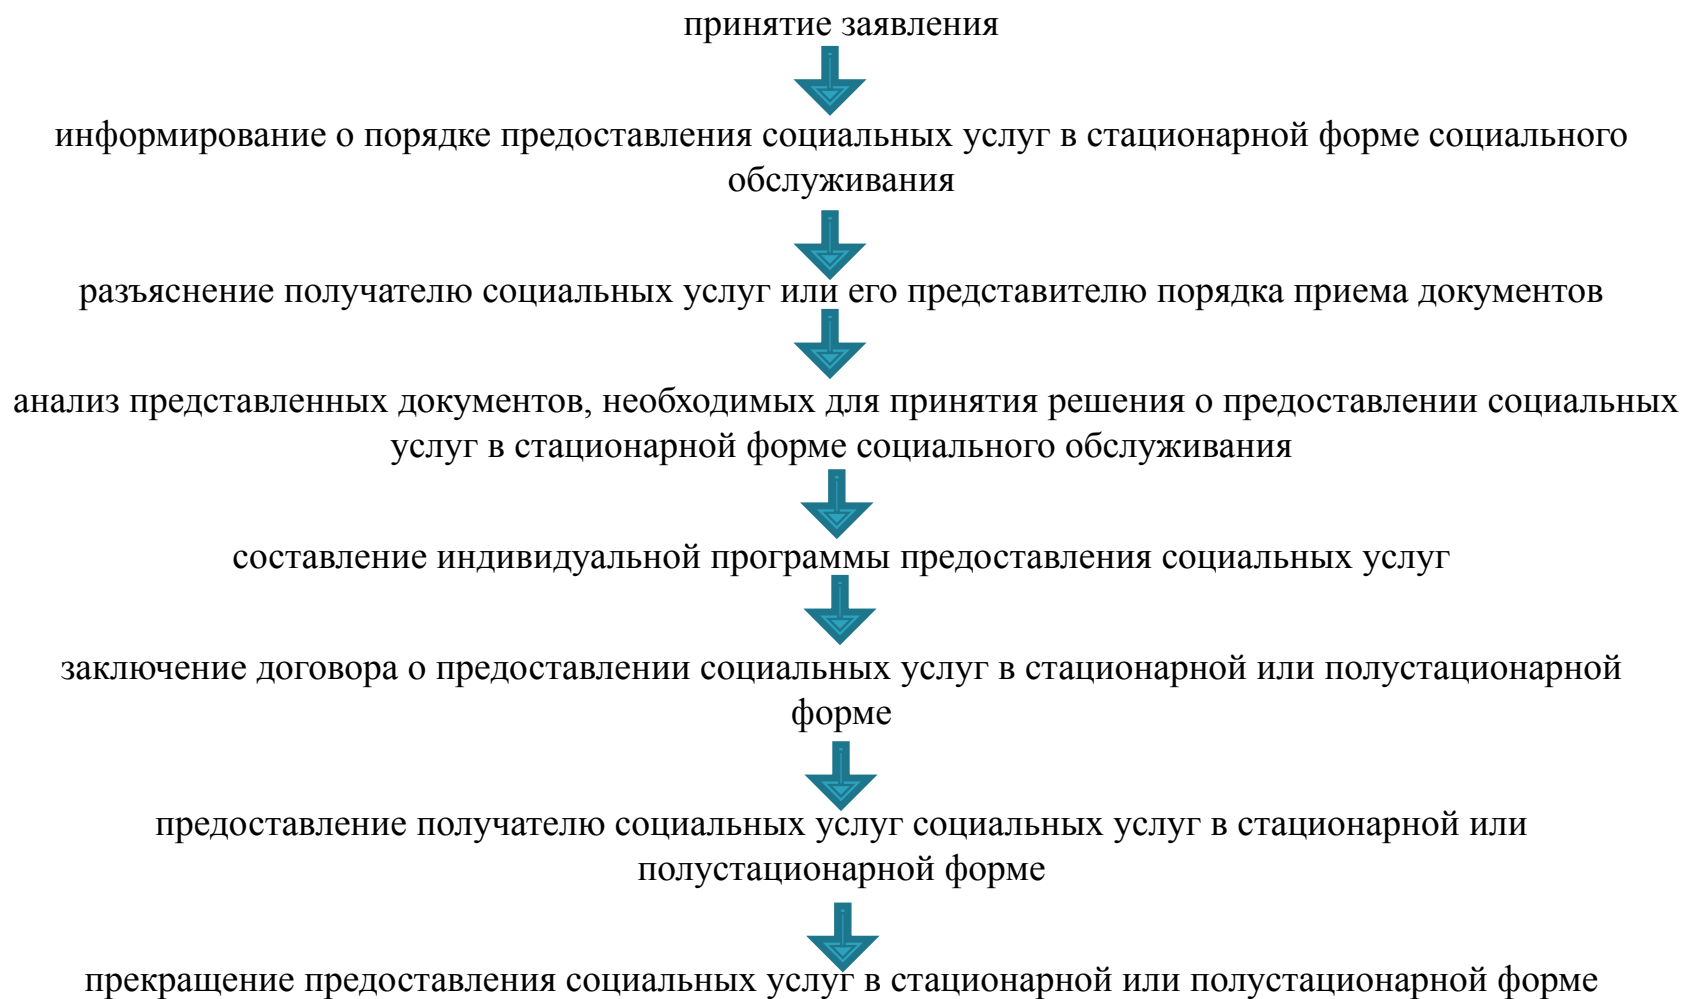 принятие заявления
информирование о порядке предоставления социальных услуг в стационарной форме социального
обслуживания
разъяснение получателю социальных услуг или его представителю порядка приема документов
анализ представленных документов, необходимых для принятия решения о предоставлении социальных
услуг в стационарной форме социального обслуживания
составление индивидуальной программы предоставления социальных услуг
заключение договора о предоставлении социальных услуг в стационарной или полустационарной
форме
предоставление получателю социальных услуг социальных услуг в стационарной или
полустационарной форме
прекращение предоставления социальных услуг в стационарной или полустационарной форме